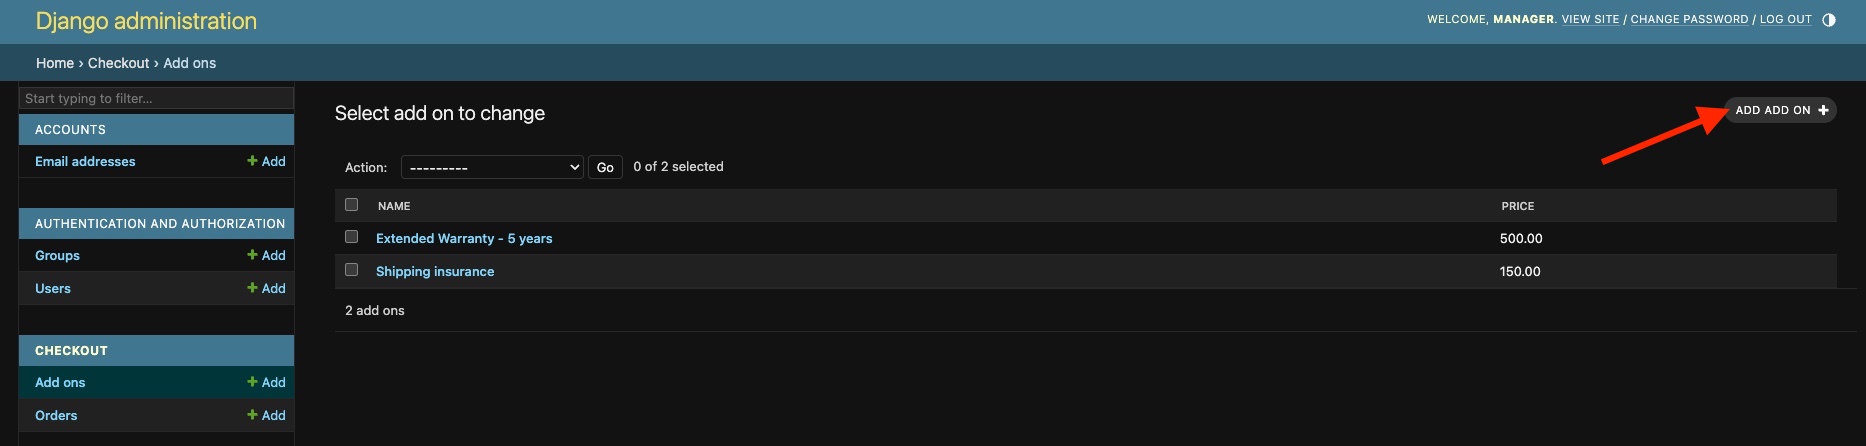 Django administration
WELCOME, MANAGER. VIEW SITE / CHANGE PASSWORD / LOG OUT
Home › Checkout › Add ons
Start typing to filter...
ACCOUNTS
Email addresses + Add
AUTHENTICATION AND AUTHORIZATION
Groups + Add
Users + Add
CHECKOUT
Add ons + Add
Orders + Add
Select add on to change
ADD ADD ON +
Action: --------- Go 0 of 2 selected
NAME PRICE
Extended Warranty - 5 years 500.00
Shipping insurance 150.00
2 add ons